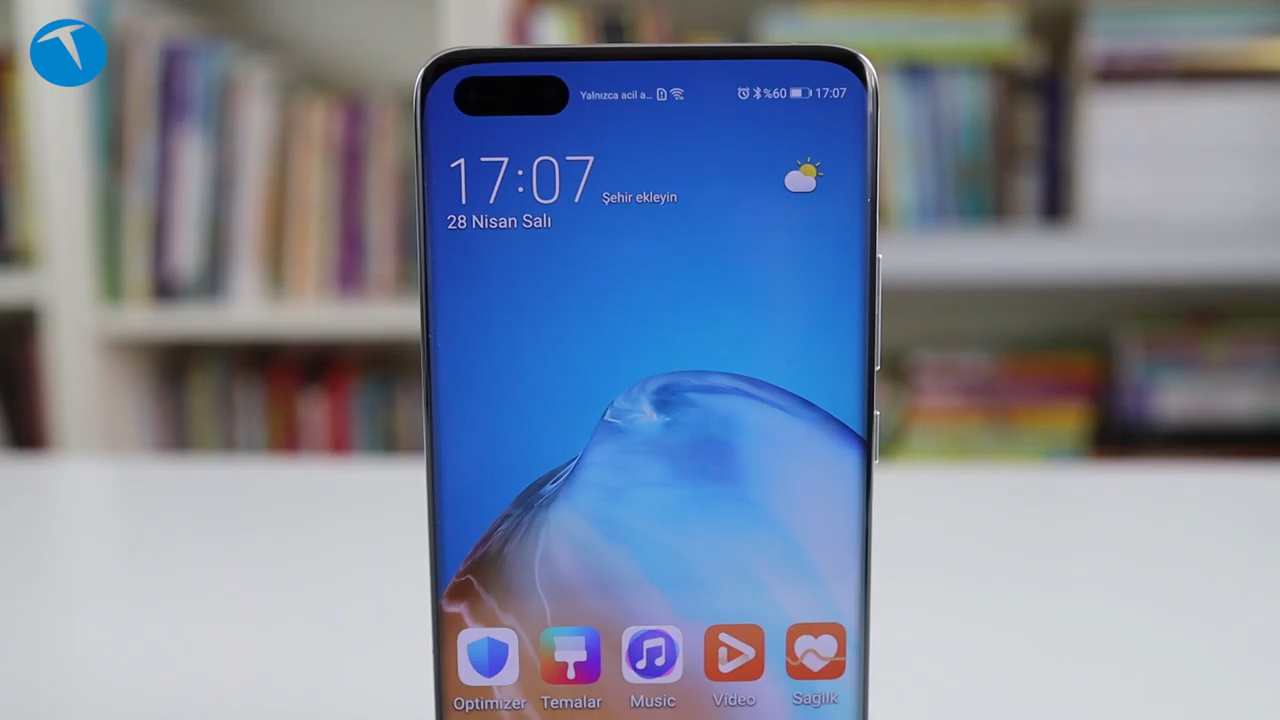 Yalnızca acil a...
%60 17:07
17:07 Şehir ekleyin
28 Nisan Salı
Optimizer Temalar Music Video Sağlık